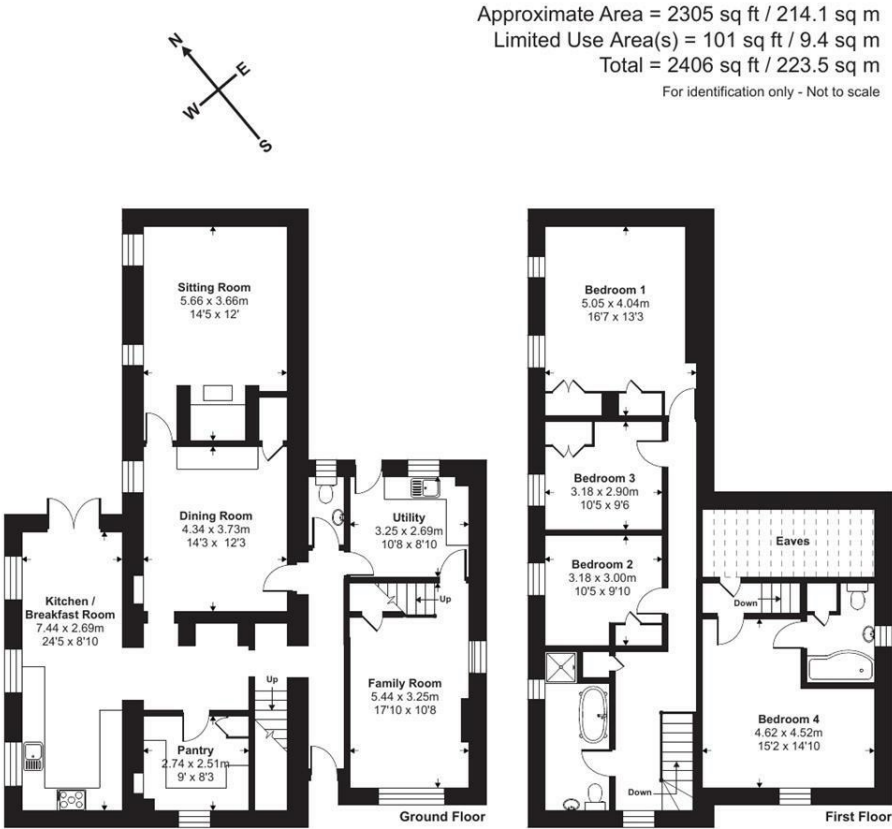 Approximate Area = 2305 sq ft / 214.1 sq m
Limited Use Area(s) = 101 sq ft / 9.4 sq m
Total = 2406 sq ft / 223.5 sq m
For identification only - Not to scale
N
E
W
S
Sitting Room
5.66 x 3.66m
14'5 x 12'
Dining Room
4.34 x 3.73m
14'3 x 12'3
Utility
3.25 x 2.69m
10'8 x 8'10
Up
Kitchen /
Breakfast Room
7.44 x 2.69m
24'5 x 8'10
Up
Family Room
5.44 x 3.25m
17'10 x 10'8
Pantry
2.74 x 2.51m
9' x 8'3
Ground Floor
Bedroom 1
5.05 x 4.04m
16'7 x 13'3
Bedroom 3
3.18 x 2.90m
10'5 x 9'6
Bedroom 2
3.18 x 3.00m
10'5 x 9'10
Eaves
Down
Bedroom 4
4.62 x 4.52m
15'2 x 14'10
Down
First Floor